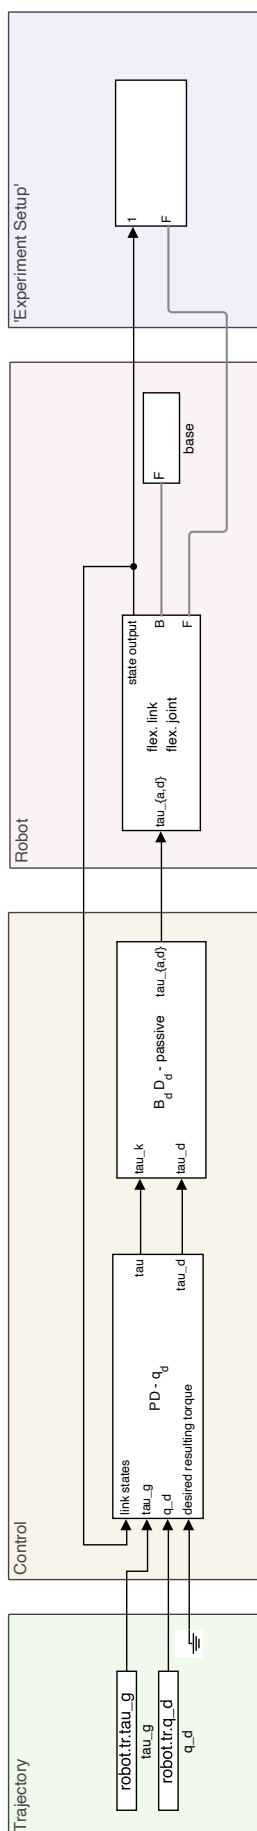 Trajectory
robot.tr.tau_g
tau_g
robot.tr.q_d
q_d
Control
link states
tau_g
q_d
desired resulting torque
PD - q_d
tau
tau_d
tau_k
tau_d
B_d D_d - passive
tau_{a,d}
Robot
tau_{a,d}
flex. link
flex. joint
state output
B
F
F
base
'Experiment Setup'
1
F